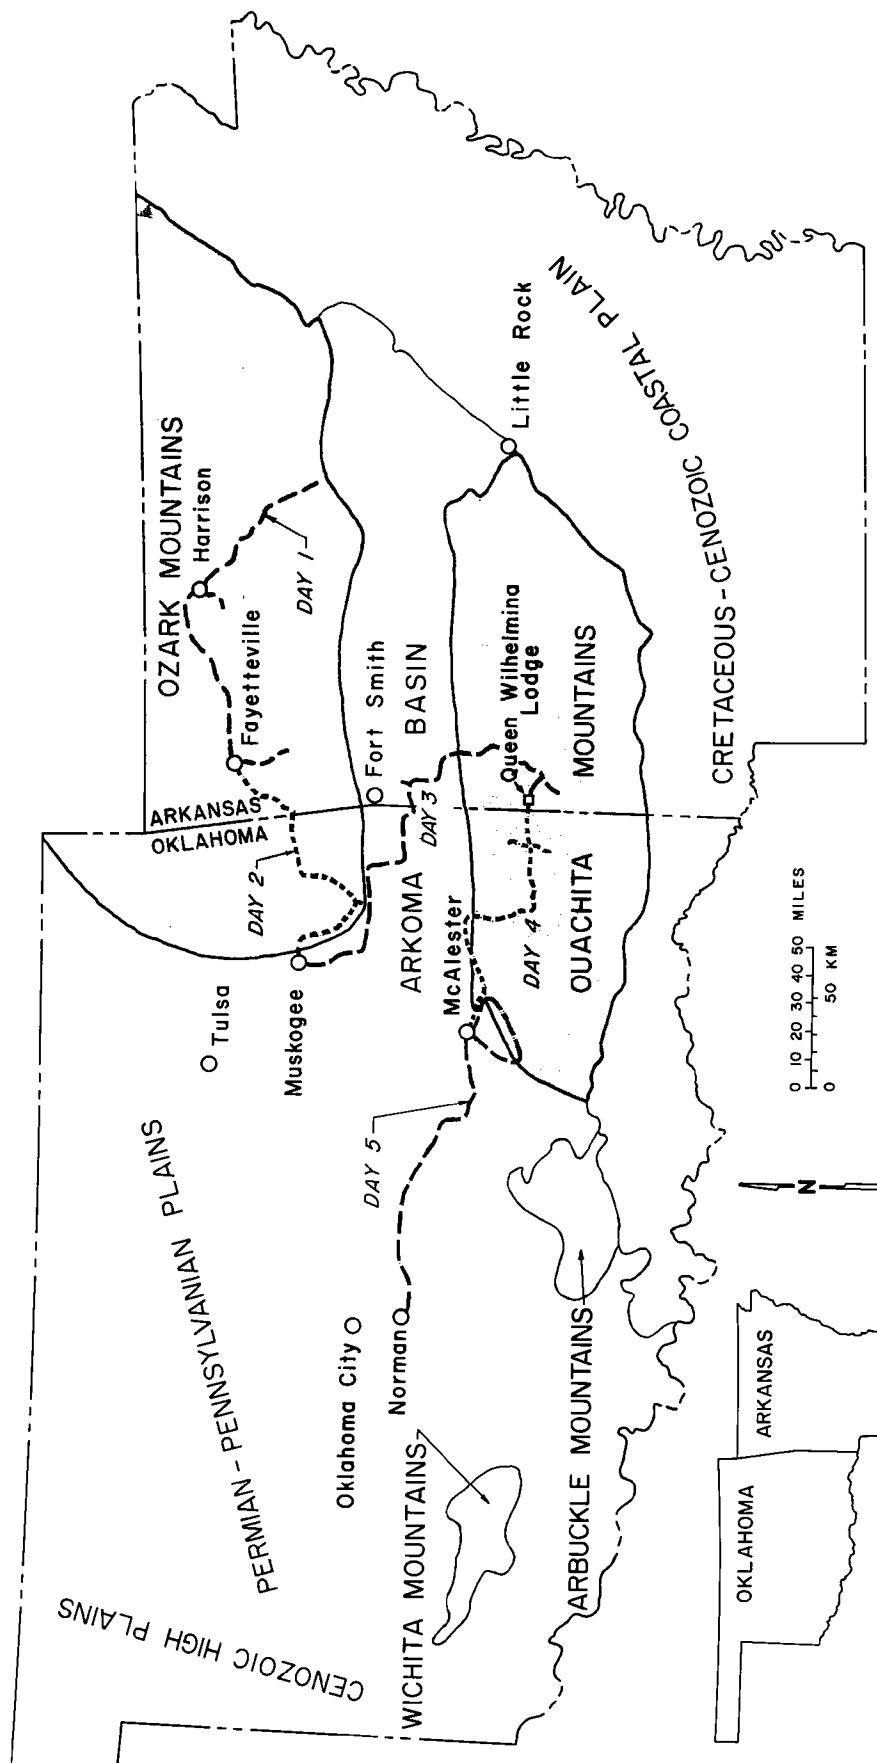 OZARK MOUNTAINS
Harrison
DAY 1
Fayetteville
ARKANSAS
OKLAHOMA
DAY 2
Fort Smith
BASIN
ARKOMA
DAY 3
Tulsa
Muskogee
McAlester
DAY 4
Queen Wilhelmina
Lodge
OUACHITA
MOUNTAINS
Little Rock
CRETACEOUS-CENOZOIC COASTAL PLAIN
PERMIAN-PENNSYLVANIAN PLAINS
CENOZOIC HIGH PLAINS
DAY 5
Oklahoma City
Norman
WICHITA MOUNTAINS
ARBUCKLE MOUNTAINS
0 10 20 30 40 50 MILES
0 50 KM
N
OKLAHOMA
ARKANSAS